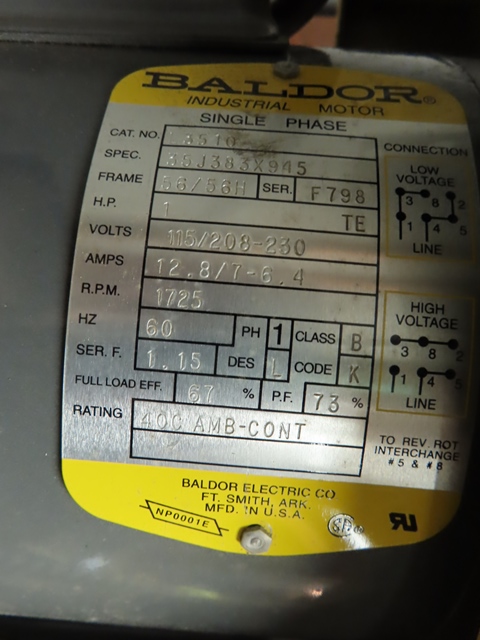 BALDOR®
INDUSTRIAL MOTOR
SINGLE PHASE
CAT. NO.
SPEC. 35J383X945
FRAME 56/56H SER. F798
H.P. 1 TE
VOLTS 115/208-230
AMPS 12.8/7-6.4
R.P.M. 1725
HZ 60 PH 1 CLASS B
SER. F. 1.15 DES L CODE K
FULL LOAD EFF. 67 % P.F. 73 %
RATING 40C AMB-CONT
CONNECTION
LOW
VOLTAGE
3 8 2
1 4 5
LINE
HIGH
VOLTAGE
3 8 2
1 4 5
LINE
TO REV. ROT
INTERCHANGE
#5 & #8
BALDOR ELECTRIC CO
FT. SMITH, ARK.
MFD. IN U.S.A.
NP0001E